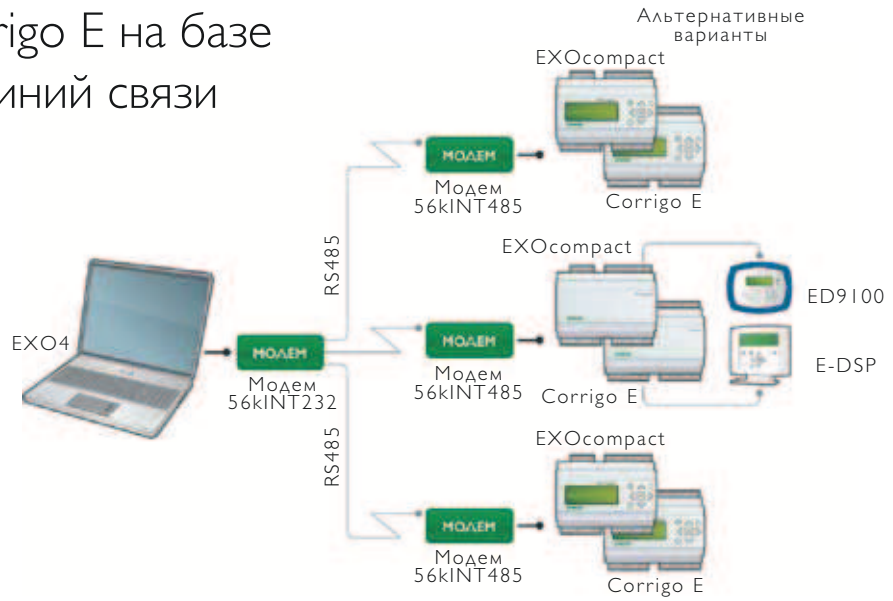 rigo E на базе
иний связи
Альтернативные
варианты
EXOcompact
МОДЕМ
Модем
56kINT485
Corrigo E
RS485
EXOcompact
ED9100
EXO4
МОДЕМ
Модем
56kINT232
МОДЕМ
Модем
56kINT485
Corrigo E
E-DSP
RS485
EXOcompact
МОДЕМ
Модем
56kINT485
Corrigo E